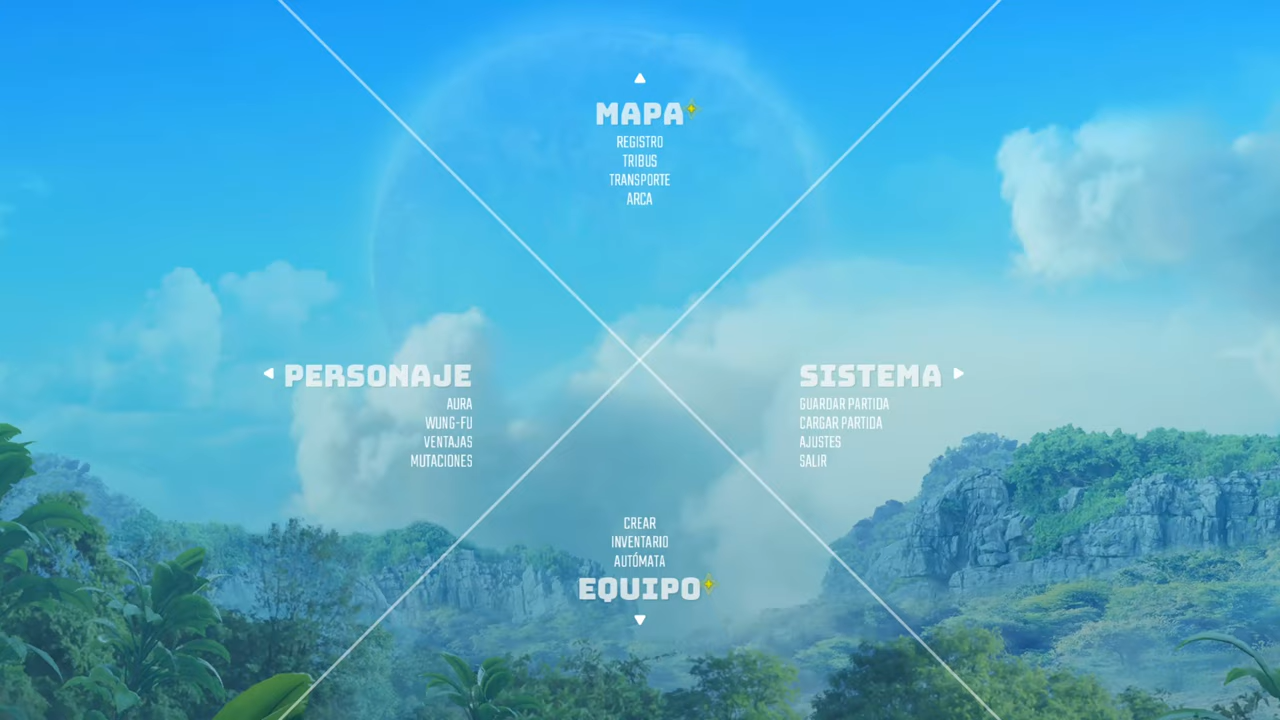 MAPA
REGISTRO
TRIBUS
TRANSPORTE
ARCA
PERSONAJE
AURA
WUNG-FU
VENTAJAS
MUTACIONES
SISTEMA
GUARDAR PARTIDA
CARGAR PARTIDA
AJUSTES
SALIR
CREAR
INVENTARIO
AUTÓMATA
EQUIPO